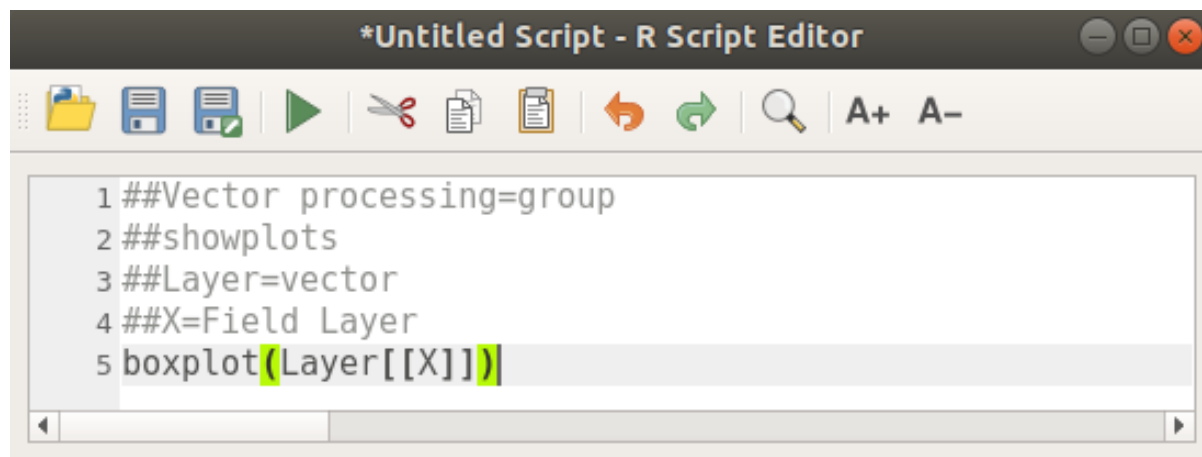 *Untitled Script - R Script Editor
A+ A-
1 ##Vector processing=group
2 ##showplots
3 ##Layer=vector
4 ##X=Field Layer
5 boxplot(Layer[[X]])